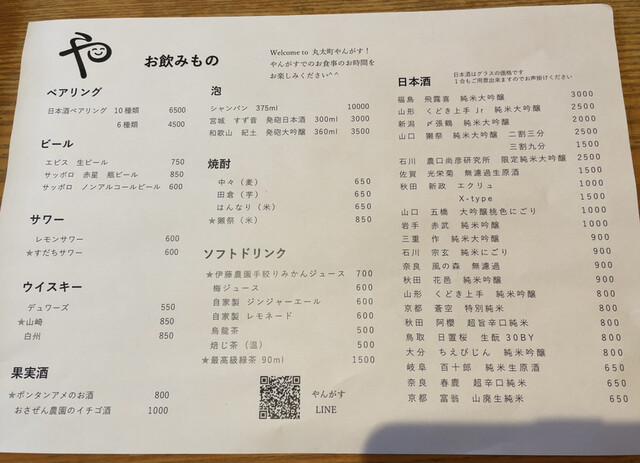 や
お飲みもの
Welcome to 丸太町やんがす！
やんがすでのお食事のお時間を
お楽しみください^^
ペアリング
日本酒ペアリング 10種類 6500
6種類 4500
ビール
エビス 生ビール 750
サッポロ 赤星 瓶ビール 850
サッポロ ノンアルコールビール 600
サワー
レモンサワー 600
★すだちサワー 600
ウイスキー
デュワーズ 550
★山崎 850
白州 850
果実酒
★ボンタンアメのお酒 800
おさぜん農園のイチゴ酒 1000
泡
シャンパン 375ml 10000
宮城 すず音 発砲日本酒 300ml 3000
和歌山 紀土 発砲大吟醸 360ml 3500
焼酎
中々（麦） 650
田倉（芋） 650
はんなり（米） 650
★獺祭（米） 850
ソフトドリンク
★伊藤農園手絞りみかんジュース 700
梅ジュース 600
自家製 ジンジャーエール 600
自家製 レモネード 600
烏龍茶 500
焙じ茶（温） 500
★最高級緑茶 90ml 1500
やんがす
LINE
日本酒
日本酒はグラスの価格です
1合もご用意出来ますのでお声掛けください
福島 飛露喜 純米大吟醸 3000
山形 くどき上手 Jr 純米大吟醸 2500
新潟 〆張鶴 純米大吟醸 2000
山口 獺祭 純米大吟醸 二割三分 2500
三割九分 1500
石川 農口尚彦研究所 限定純米大吟醸 2500
佐賀 光栄菊 無濾過生原酒 1500
秋田 新政 エクリュ 1000
X-type 1500
山口 五橋 大吟醸桃色にごり 1000
岩手 赤武 純米吟醸 1000
三重 作 純米大吟醸 900
石川 宗玄 純米にごり 900
奈良 風の森 無濾過 900
秋田 花邑 純米吟醸 900
山形 くどき上手 純米吟醸 800
京都 蒼空 特別純米 800
秋田 阿櫻 超旨辛口純米 800
鳥取 日置桜 生酛 30BY 800
大分 ちえびじん 純米吟醸 800
岐阜 百十郎 純米生原酒 650
奈良 春鹿 超辛口純米 650
京都 富翁 山廃生純米 650